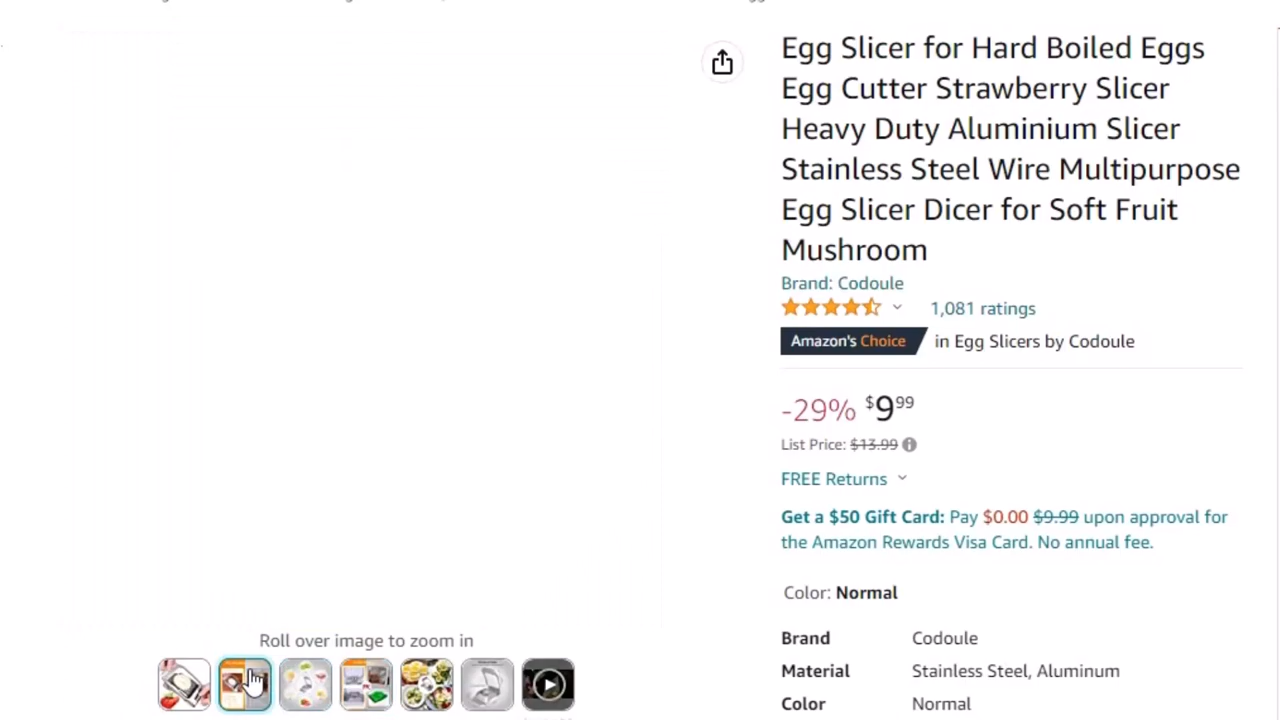 Egg Slicer for Hard Boiled Eggs
Egg Cutter Strawberry Slicer
Heavy Duty Aluminium Slicer
Stainless Steel Wire Multipurpose
Egg Slicer Dicer for Soft Fruit
Mushroom
Brand: Codoule
1,081 ratings
Amazon's Choice in Egg Slicers by Codoule
-29% $999
List Price: $13.99
FREE Returns
Get a $50 Gift Card: Pay $0.00 $9.99 upon approval for
the Amazon Rewards Visa Card. No annual fee.
Color: Normal
Brand Codoule
Material Stainless Steel, Aluminum
Color Normal
Roll over image to zoom in